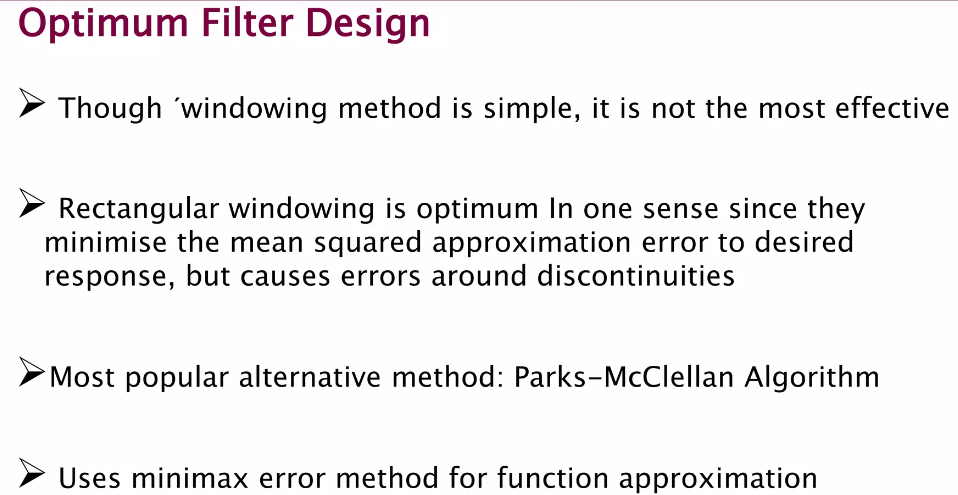 Optimum Filter Design
➢ Though ´windowing method is simple, it is not the most effective
➢ Rectangular windowing is optimum In one sense since they
minimise the mean squared approximation error to desired
response, but causes errors around discontinuities
➢Most popular alternative method: Parks-McClellan Algorithm
➢ Uses minimax error method for function approximation